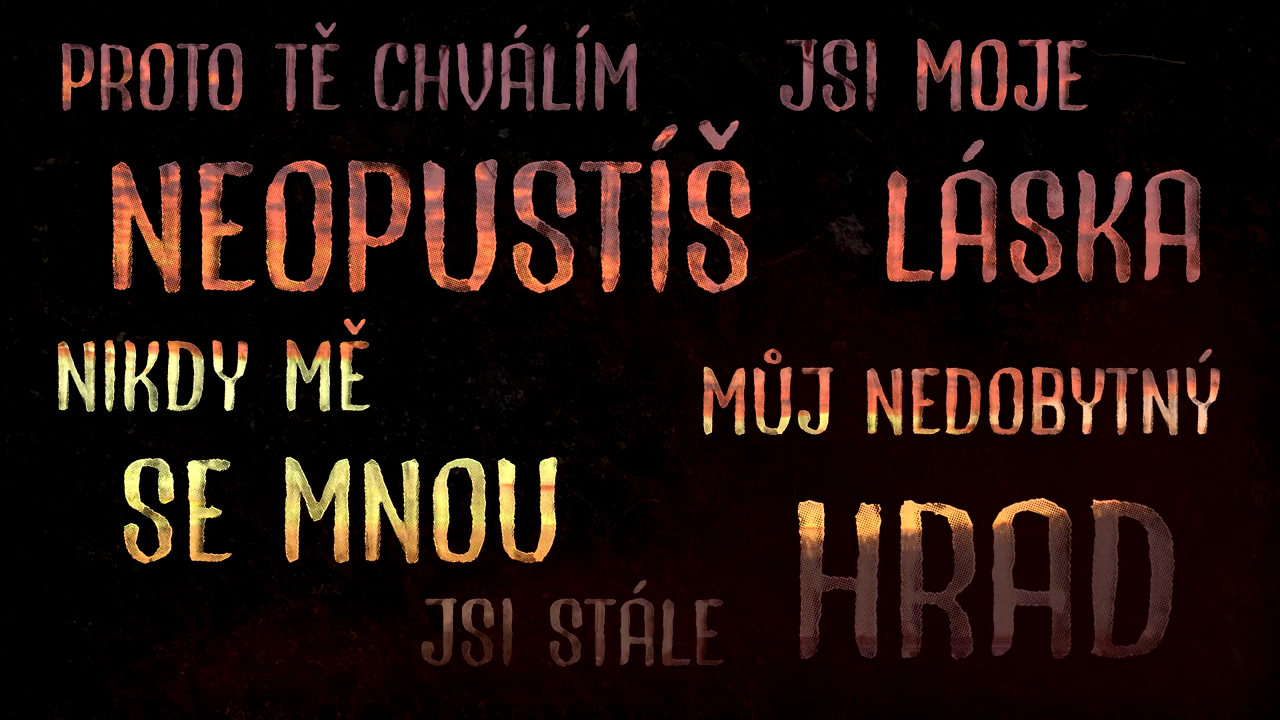 PROTO TĚ CHVÁLÍM
NEOPUSTÍŠ
NIKDY MĚ
SE MNOU
JSI STÁLE
JSI MOJE
LÁSKA
MŮJ NEDOBYTNÝ
HRAD